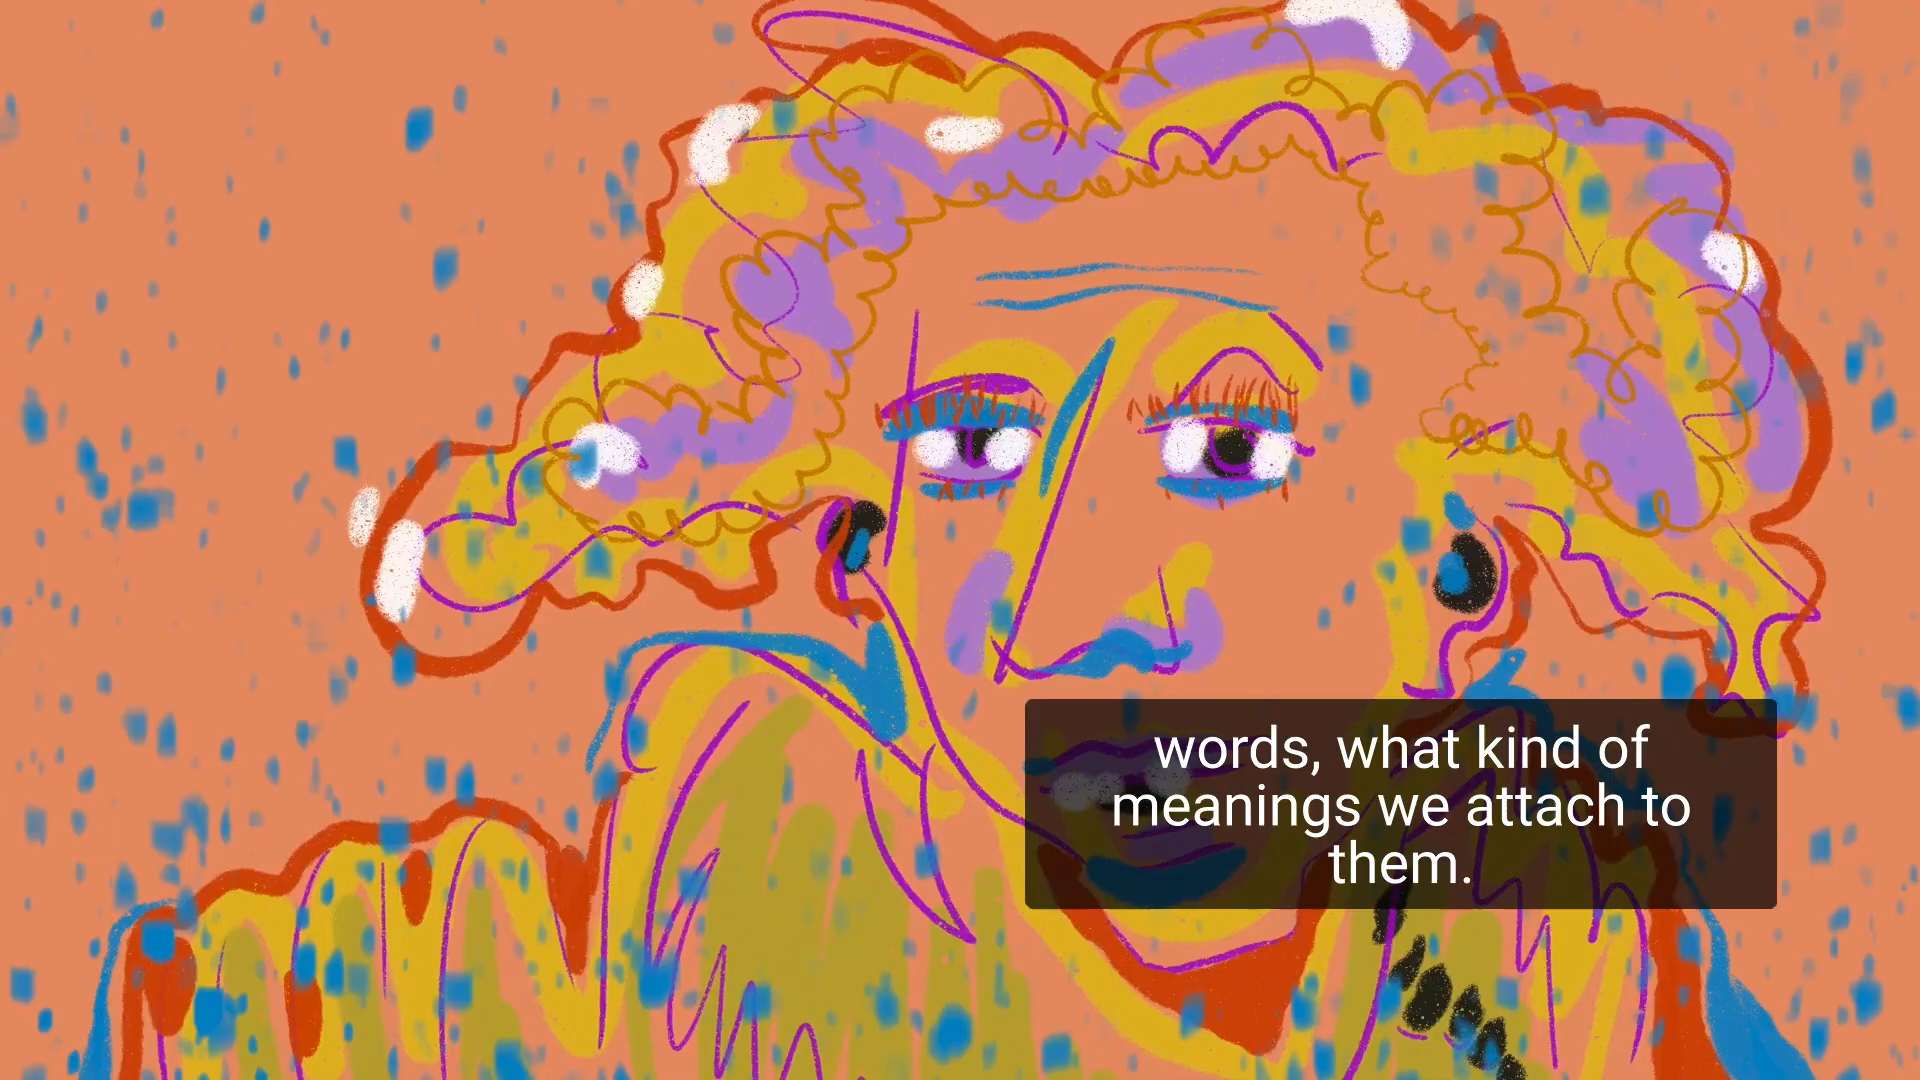 words, what kind of
meanings we attach to
them.